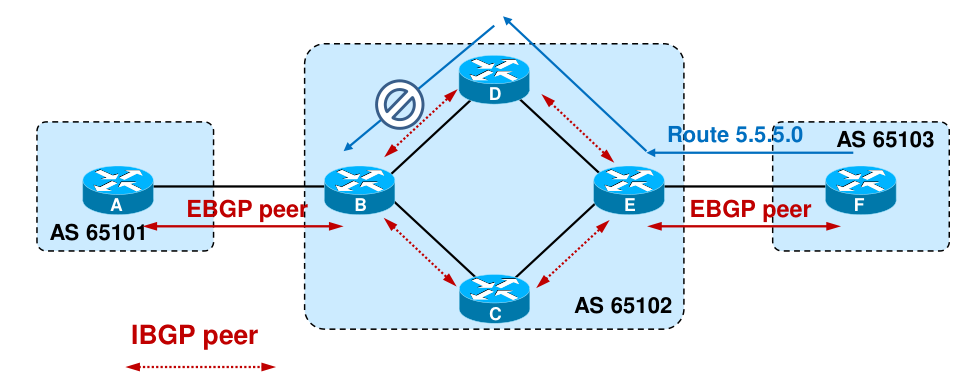 D
Route 5.5.5.0
AS 65103
A
B
E
F
EBGP peer
EBGP peer
AS 65101
C
AS 65102
IBGP peer